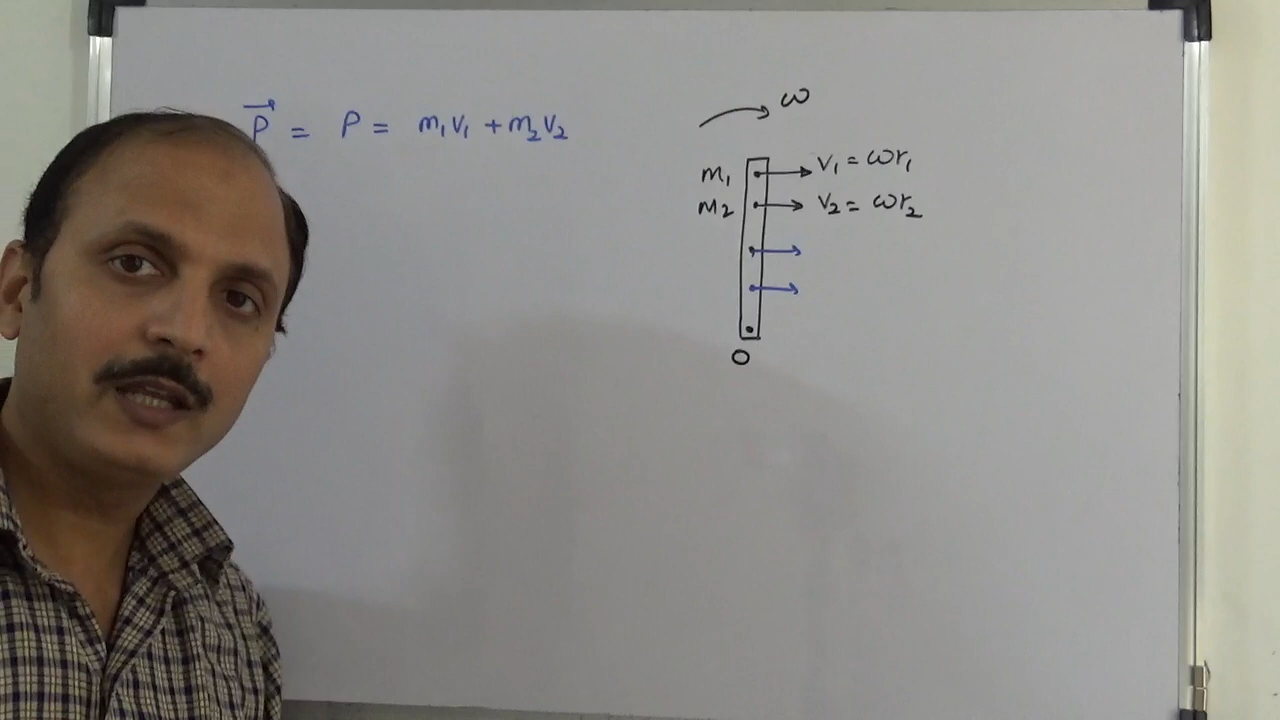 P⃗ = P = m₁v₁ + m₂v₂
ω
m₁ v₁ = ωr₁
m₂ v₂ = ωr₂
O